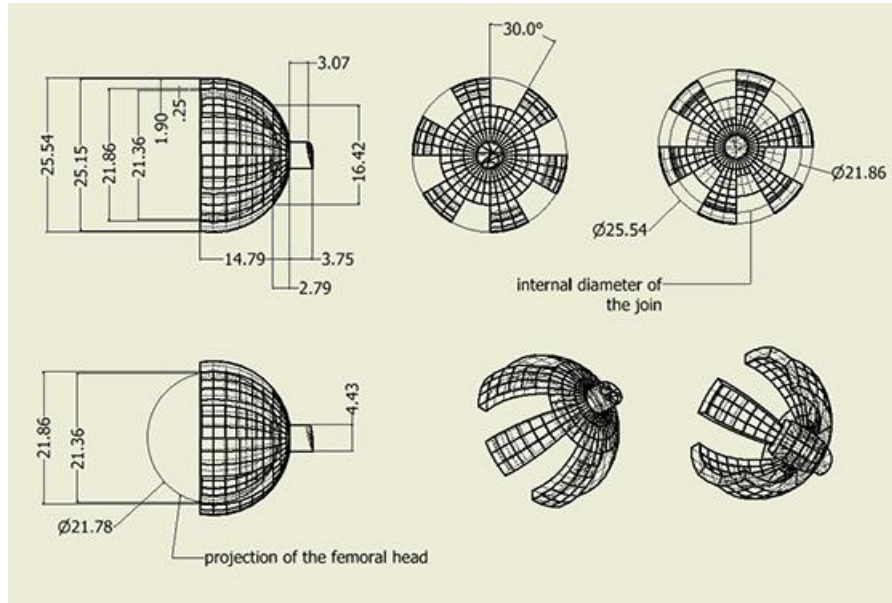 30.0°
3.07
25.54
25.15
21.86
21.36
1.90
.25
16.42
Ø21.86
Ø25.54
14.79
3.75
2.79
internal diameter of
the join
21.86
21.36
4.43
Ø21.78
projection of the femoral head